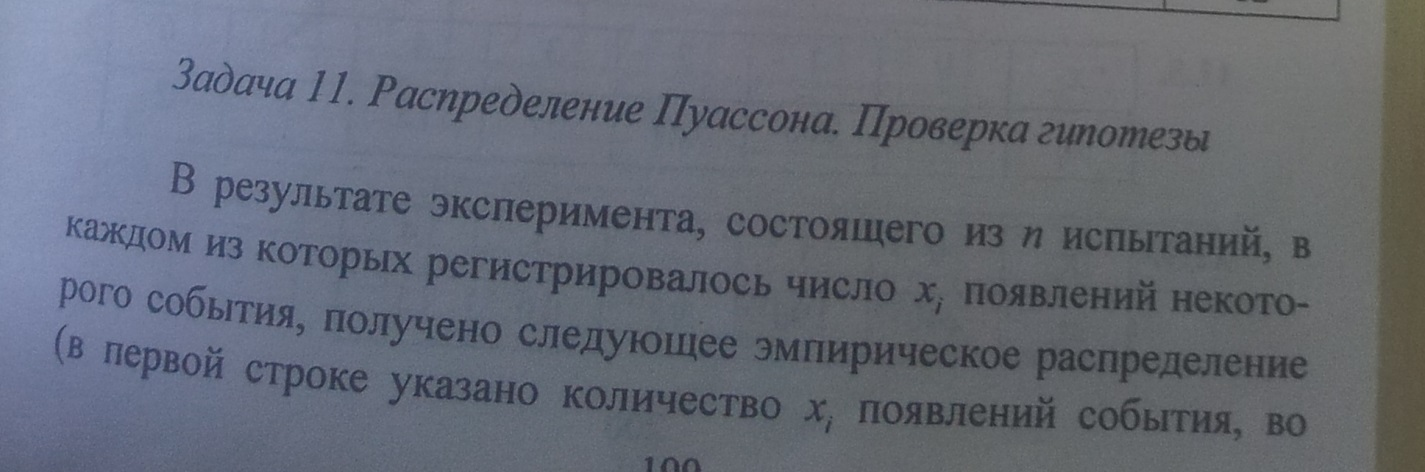 Задача 11. Распределение Пуассона. Проверка гипотезы
В результате эксперимента, состоящего из n испытаний, в
каждом из которых регистрировалось число xᵢ появлений некото-
рого события, получено следующее эмпирическое распределение
(в первой строке указано количество xᵢ появлений события, во
100